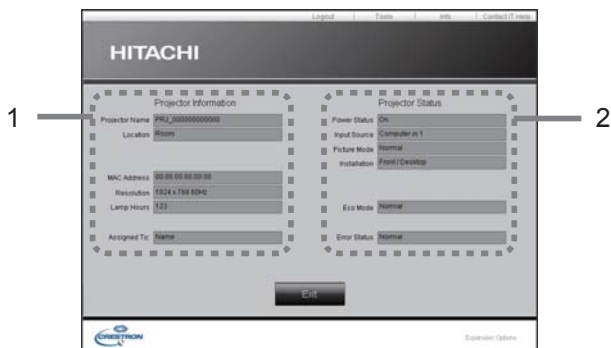 Logout Tools Info Contact IT Help
HITACHI
1
Projector Information
Projector Name PRJ_000000000000
Location Room
MAC Address 00:00:00:00:00:00
Resolution 1024 x 768 60Hz
Lamp Hours 123
Assigned To: Name
2
Projector Status
Power Status On
Input Source Computer in 1
Picture Mode Normal
Installation Front / Desktop
Eco Mode Normal
Error Status Normal
Exit
CRESTRON
Expansion Options